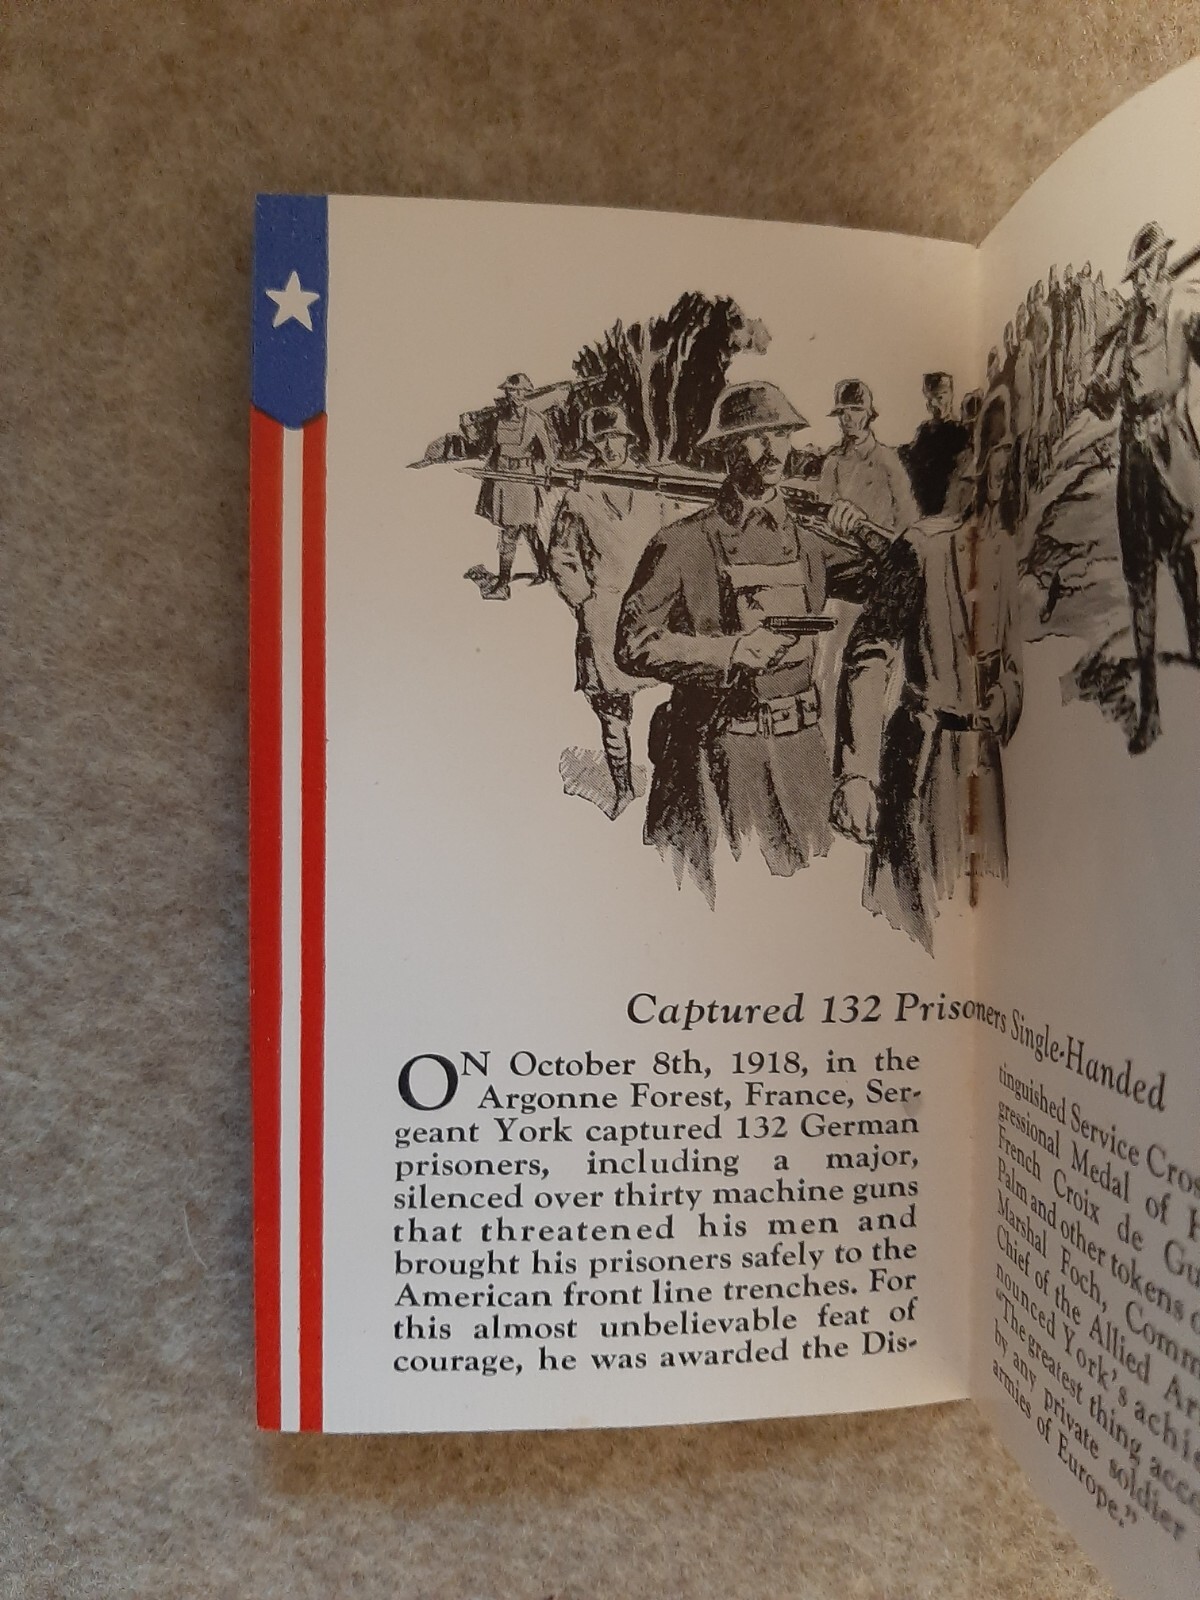 Captured 132 Prisoners Single-Handed
ON October 8th, 1918, in the
Argonne Forest, France, Ser-
geant York captured 132 German
prisoners, including a major,
silenced over thirty machine guns
that threatened his men and
brought his prisoners safely to the
American front line trenches. For
this almost unbelievable feat of
courage, he was awarded the Dis-
tinguished Service
gressional Medal of
French Croix de
Palm and other tokens
Marshal Foch,
Chief of the Allied
nounced York's
"The greatest thing
by any private soldier
armies of Europe."